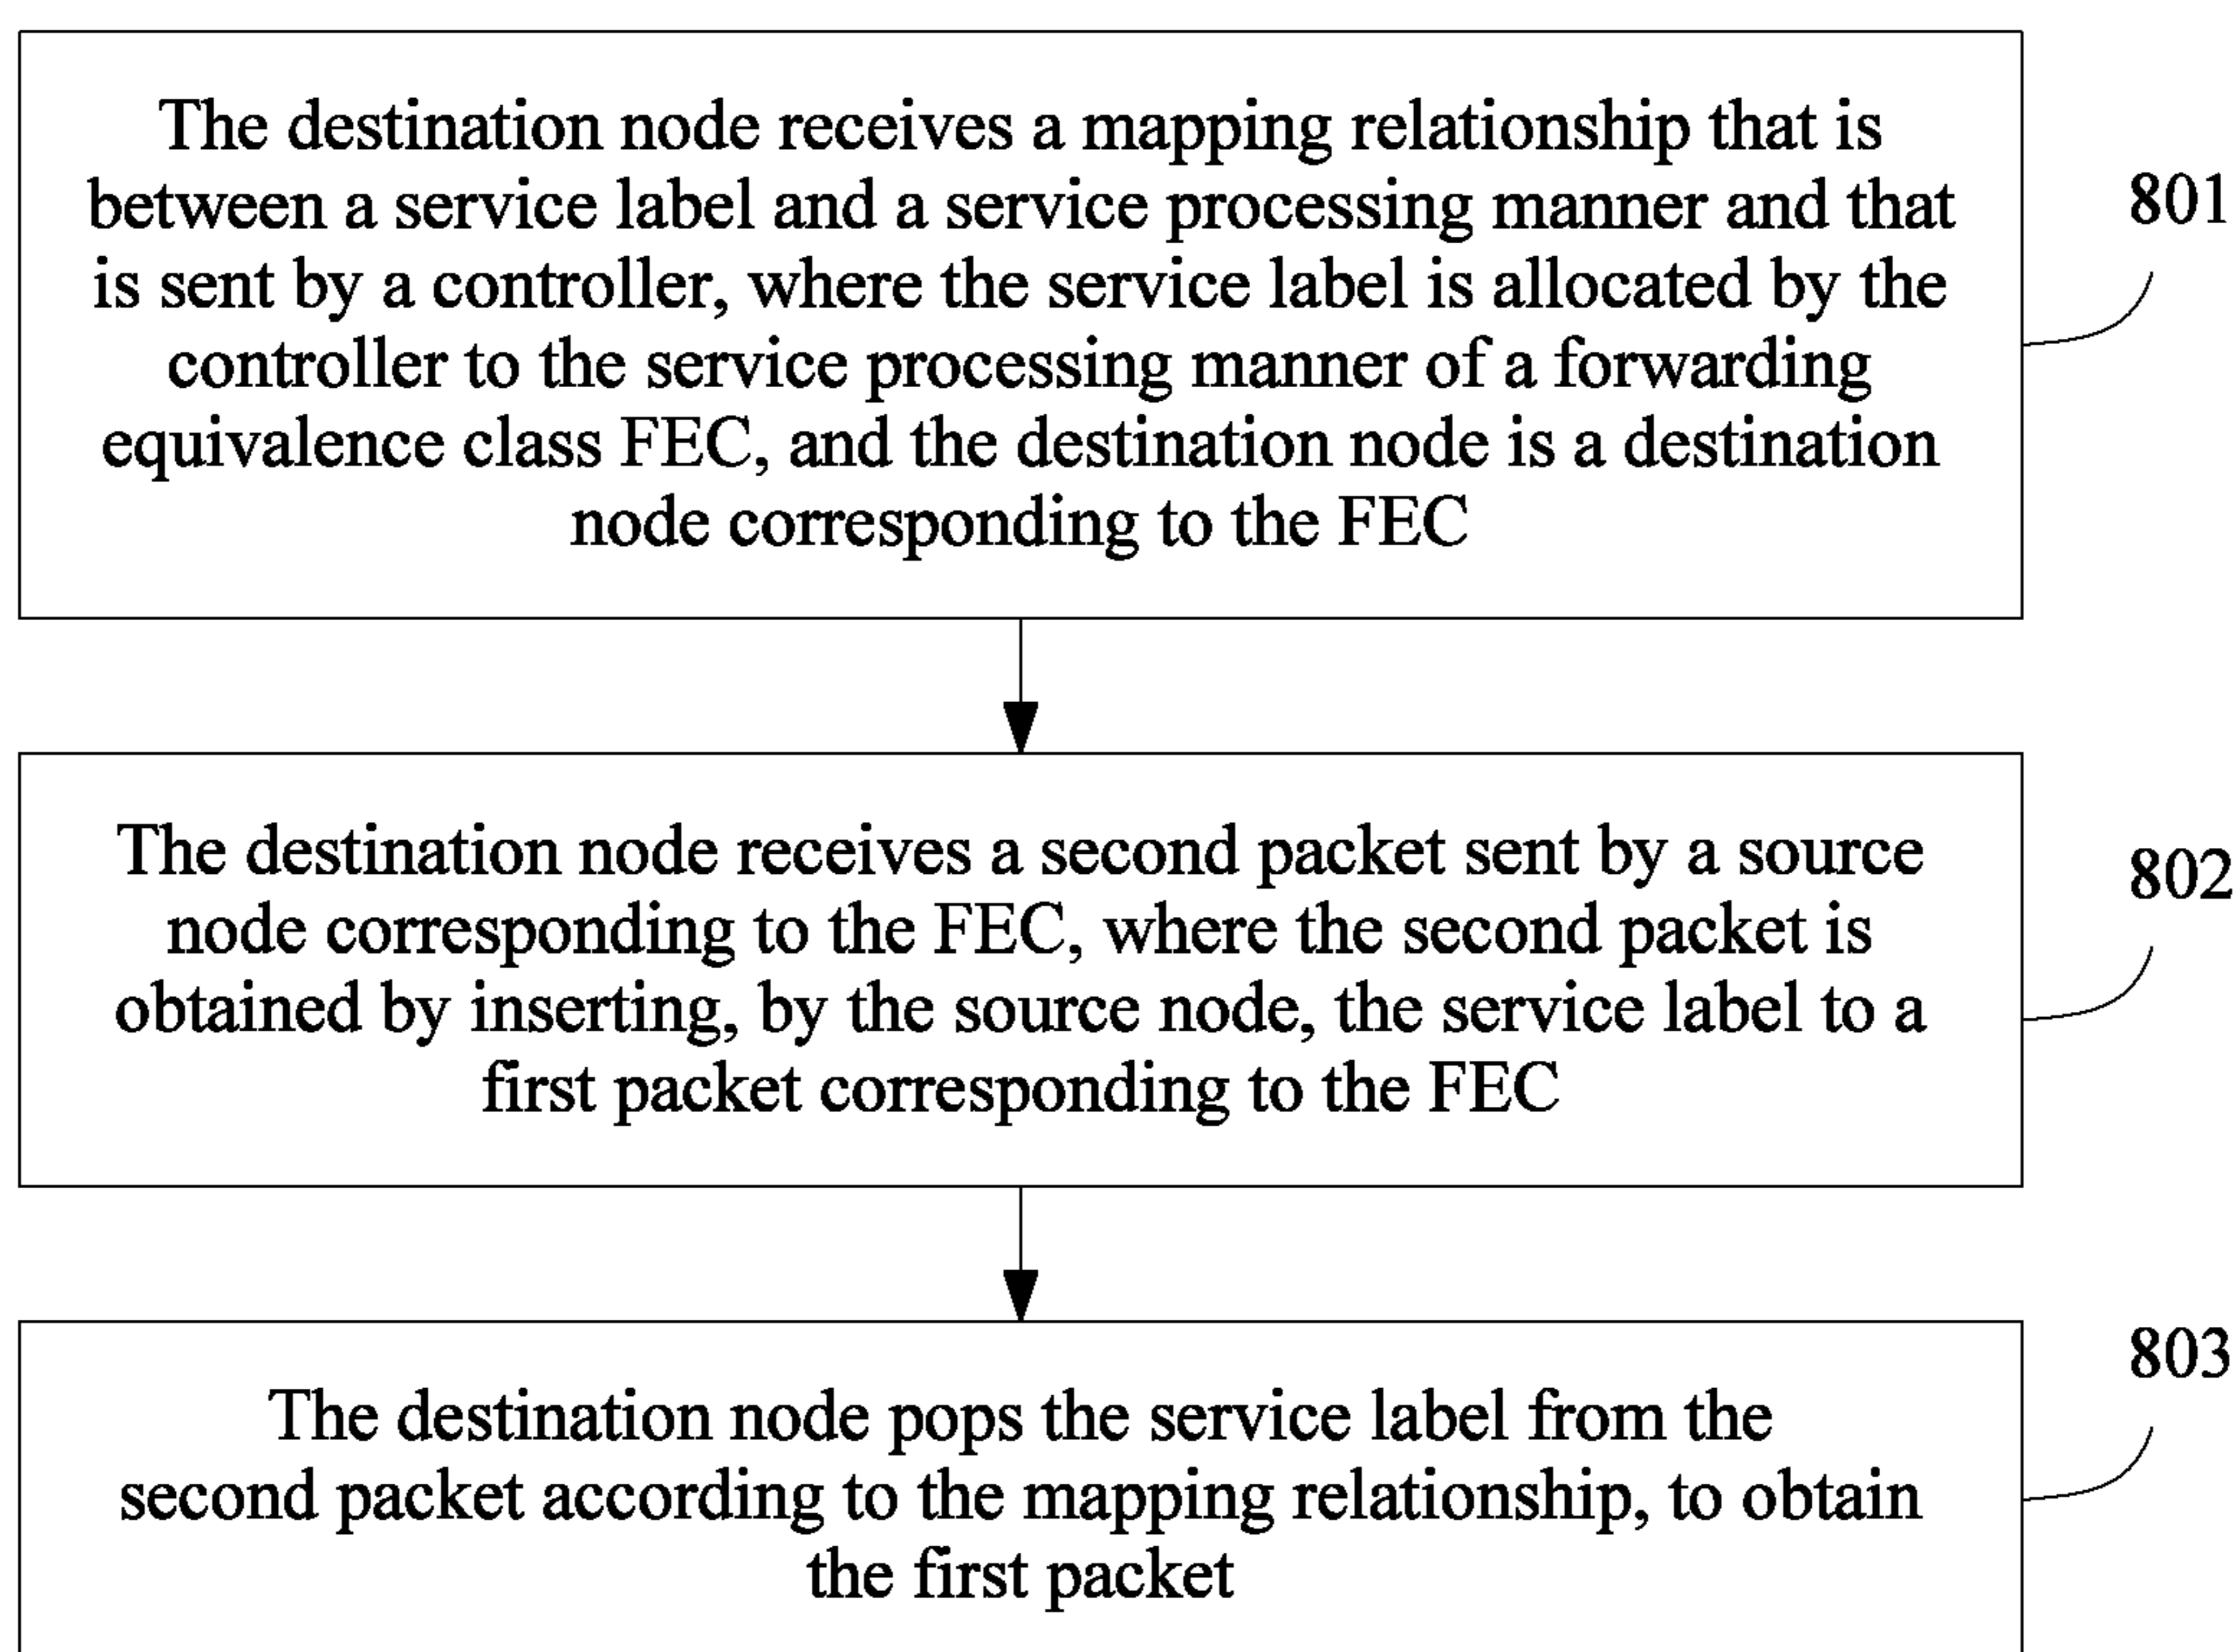 The destination node receives a mapping relationship that is
between a service label and a service processing manner and that
is sent by a controller, where the service label is allocated by the
controller to the service processing manner of a forwarding
equivalence class FEC, and the destination node is a destination
node corresponding to the FEC
801
The destination node receives a second packet sent by a source
node corresponding to the FEC, where the second packet is
obtained by inserting, by the source node, the service label to a
first packet corresponding to the FEC
802
The destination node pops the service label from the
second packet according to the mapping relationship, to obtain
the first packet
803